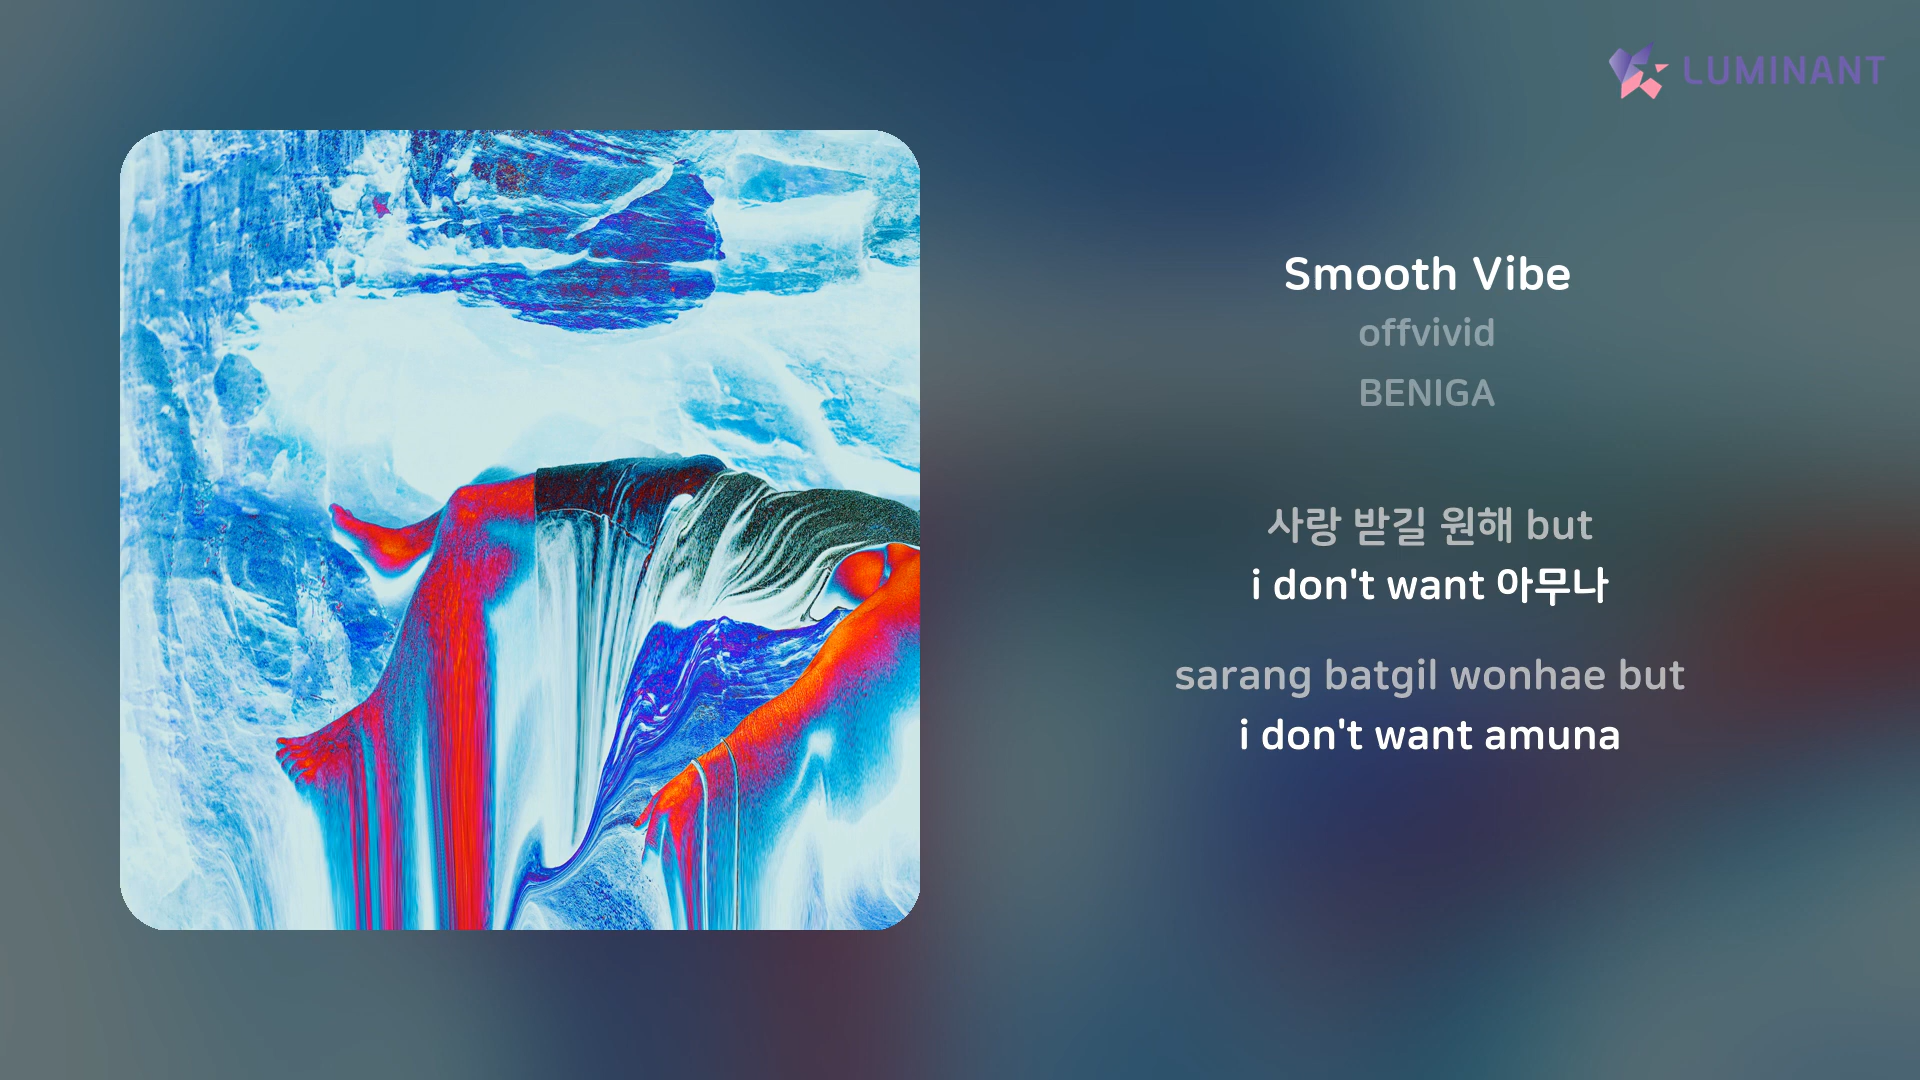 LUMINANT
Smooth Vibe
offvivid
BENIGA
사랑 받길 원해 but
i don't want 아무나
sarang batgil wonhae but
i don't want amuna